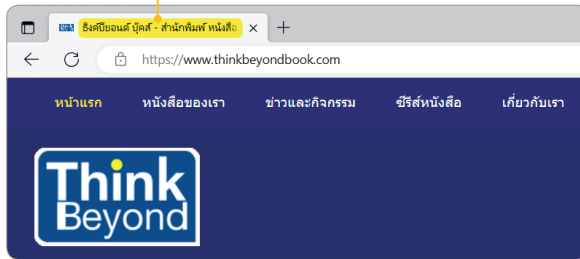 ธิงค์บียอนด์ บุ๊คส์ - สำนักพิมพ์ หนังสือ
https://www.thinkbeyondbook.com
หน้าแรก หนังสือของเรา ข่าวและกิจกรรม ซีรีส์หนังสือ เกี่ยวกับเรา
Think
Beyond